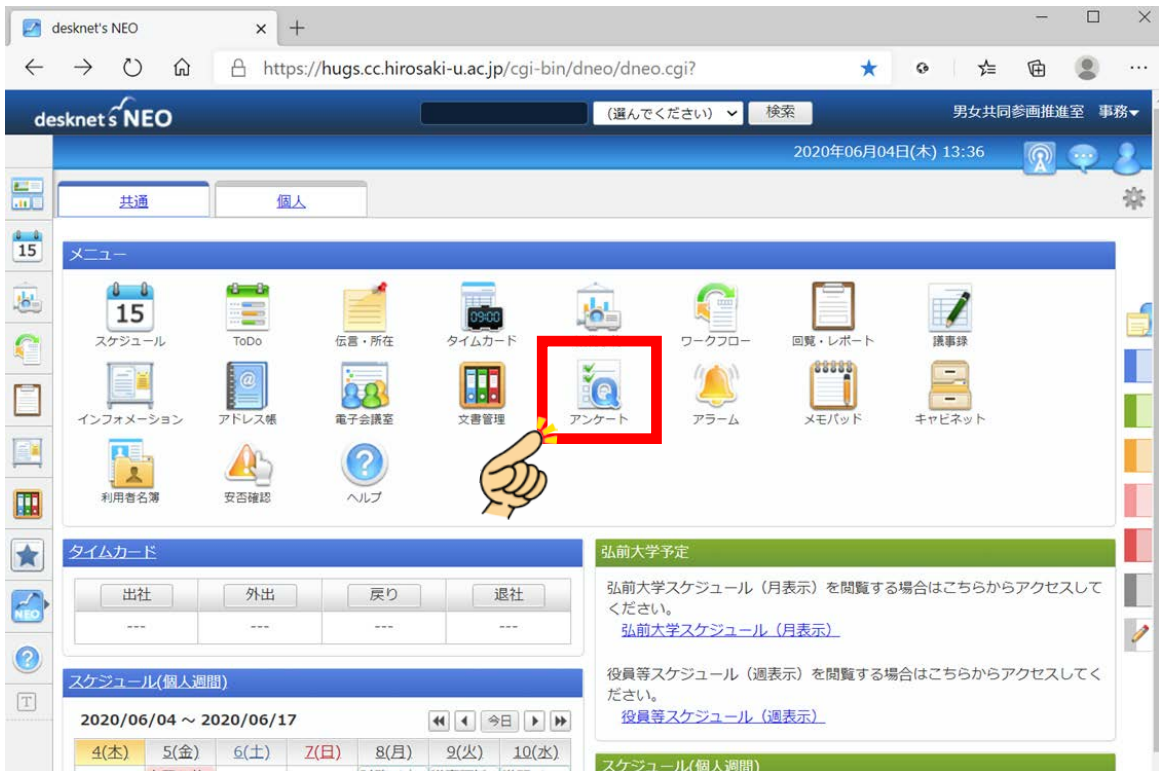 desknet's NEO
https://hugs.cc.hirosaki-u.ac.jp/cgi-bin/dneo/dneo.cgi?
desknet's NEO
(選んでください)
検索
男女共同参画推進室 事務
2020年06月04日(木) 13:36
共通
個人
15
メニュー
15
09:00
スケジュール
ToDo
伝言・所在
タイムカード
ワークフロー
回覧・レポート
議事録
インフォメーション
アドレス帳
電子会議室
文書管理
アンケート
アラーム
メモパッド
キャビネット
利用者名簿
安否確認
ヘルプ
タイムカード
出社
外出
戻り
退社
---
---
---
---
弘前大学予定
弘前大学スケジュール（月表示）を閲覧する場合はこちらからアクセスして
ください。
弘前大学スケジュール（月表示）
役員等スケジュール（週表示）を閲覧する場合はこちらからアクセスしてく
ださい。
役員等スケジュール（週表示）
NEO
T
スケジュール(個人週間)
2020/06/04 ～ 2020/06/17
今日
4(木)
5(金)
6(土)
7(日)
8(月)
9(火)
10(水)
スケジュール(個人週間)